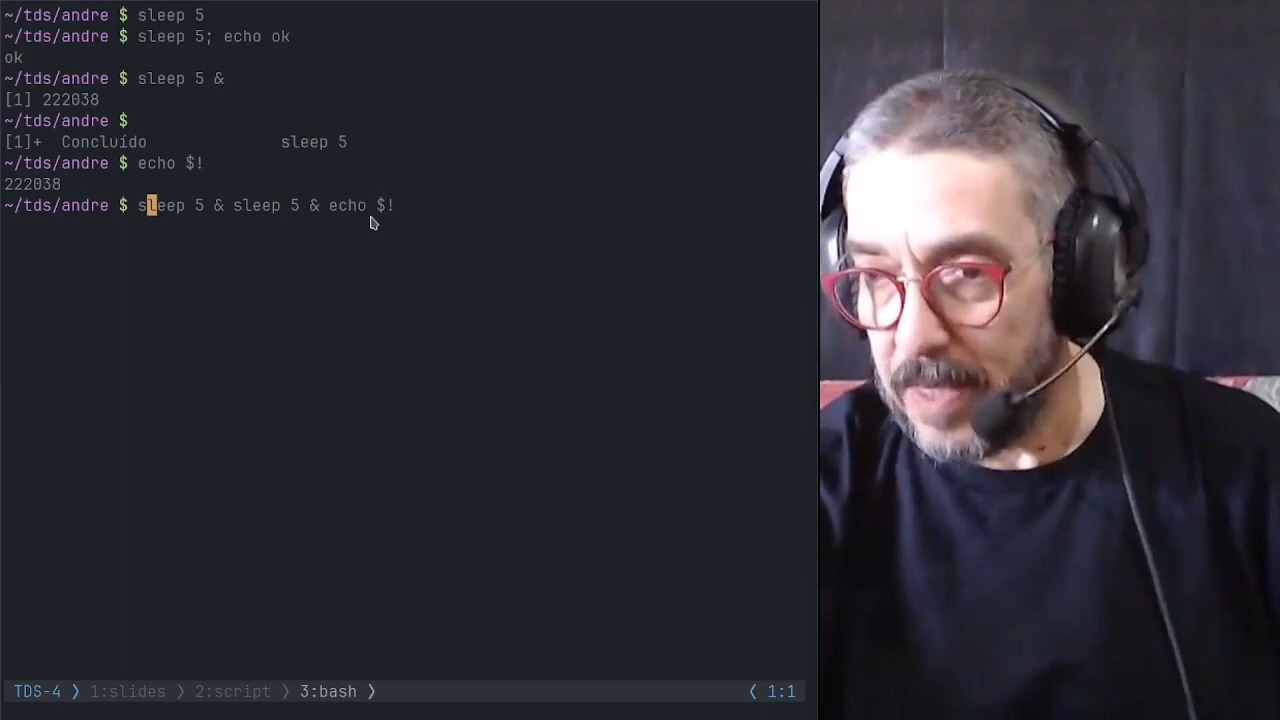 ~/tds/andre $ sleep 5
~/tds/andre $ sleep 5; echo ok
ok
~/tds/andre $ sleep 5 &
[1] 222038
~/tds/andre $
[1]+  Concluído              sleep 5
~/tds/andre $ echo $!
222038
~/tds/andre $ sleep 5 & sleep 5 & echo $!
TDS-4 ❯ 1:slides ❯ 2:script ❯ 3:bash ❯ ❮ 1:1